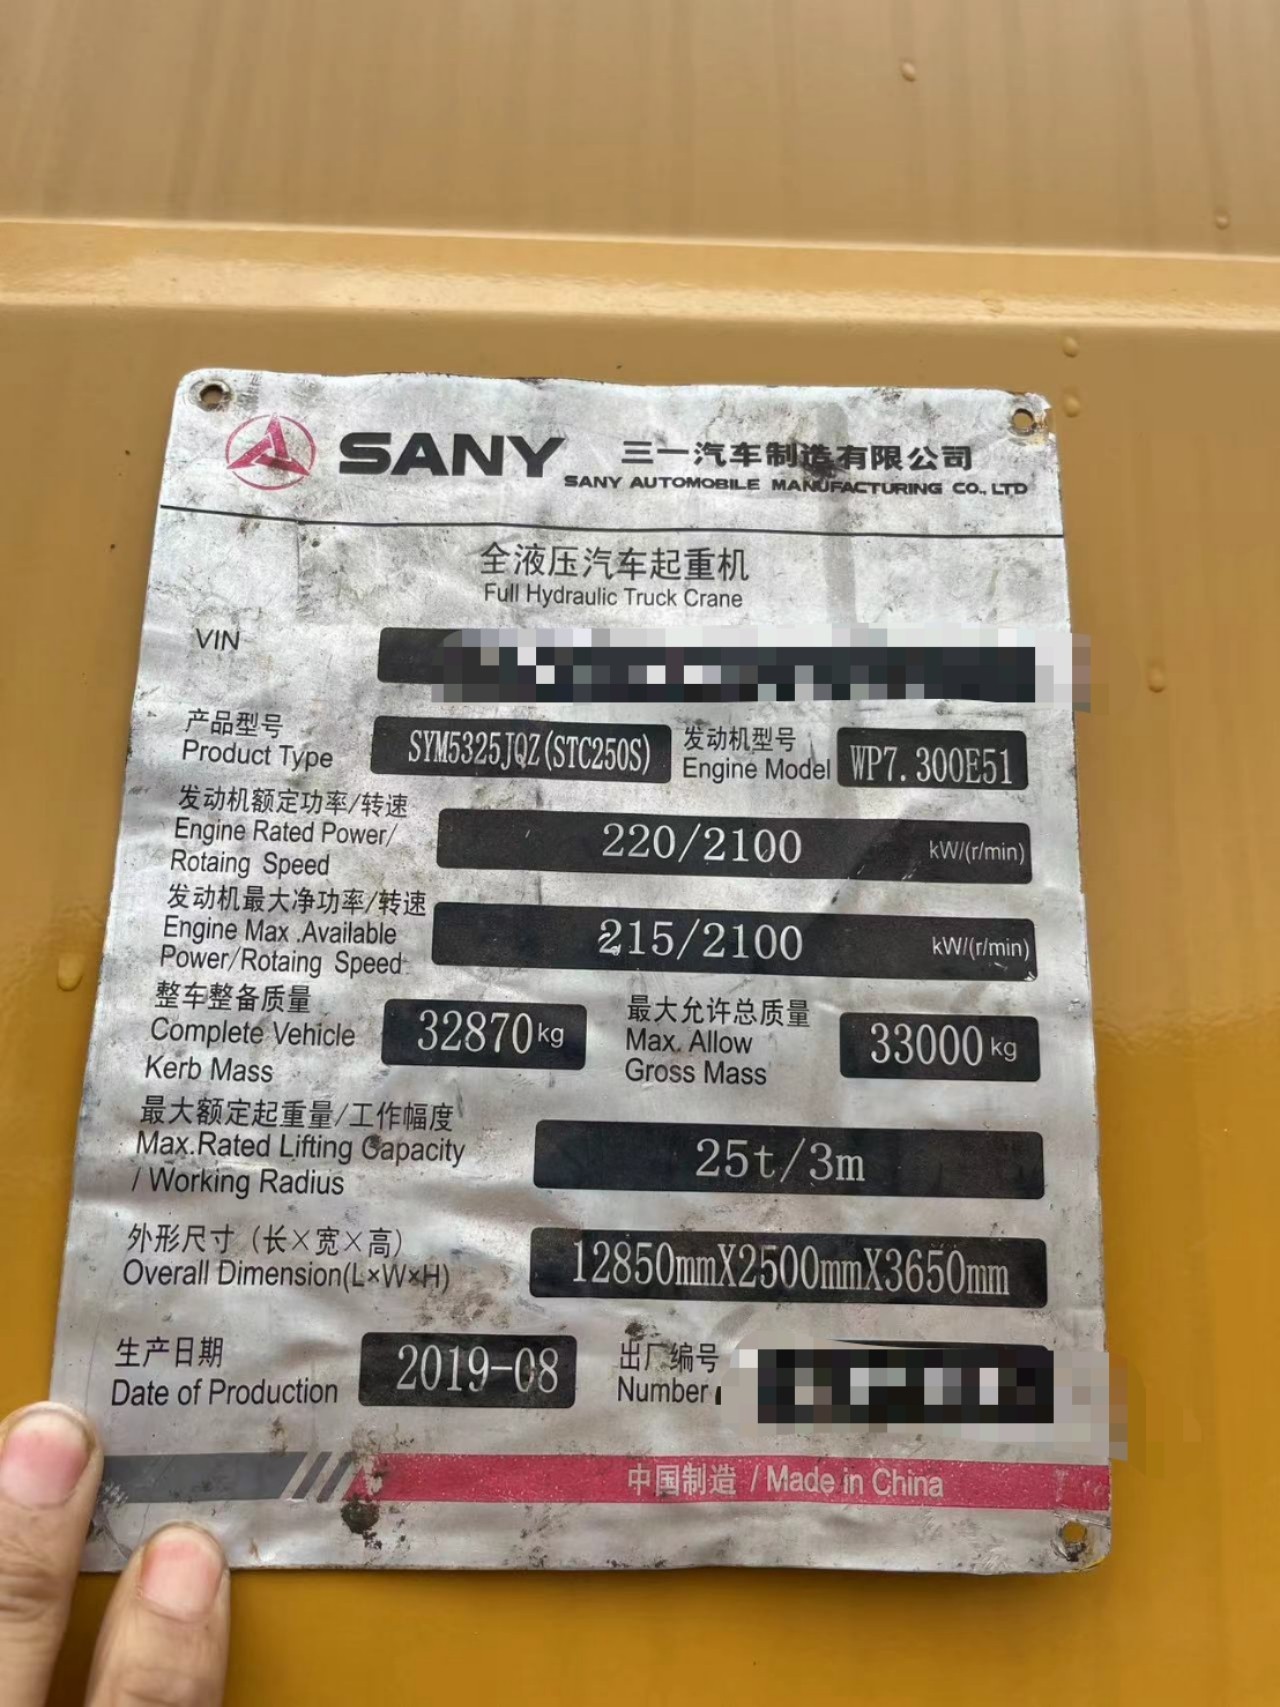 SANY 三一汽车制造有限公司
SANY AUTOMOBILE MANUFACTURING CO., LTD
全液压汽车起重机
Full Hydraulic Truck Crane
VIN
产品型号
Product Type SYM5325JQZ(STC250S)
发动机型号
Engine Model WP7.300E51
发动机额定功率/转速
Engine Rated Power/
Rotaing Speed 220/2100 kW/(r/min)
发动机最大净功率/转速
Engine Max .Available
Power/Rotaing Speed 215/2100 kW/(r/min)
整车整备质量
Complete Vehicle
Kerb Mass 32870kg
最大允许总质量
Max. Allow
Gross Mass 33000kg
最大额定起重量/工作幅度
Max.Rated Lifting Capacity
/ Working Radius 25t/3m
外形尺寸（长×宽×高）
Overall Dimension(L×W×H) 12850mmX2500mmX3650mm
生产日期
Date of Production 2019-08
出厂编号
Number
中国制造 / Made in China